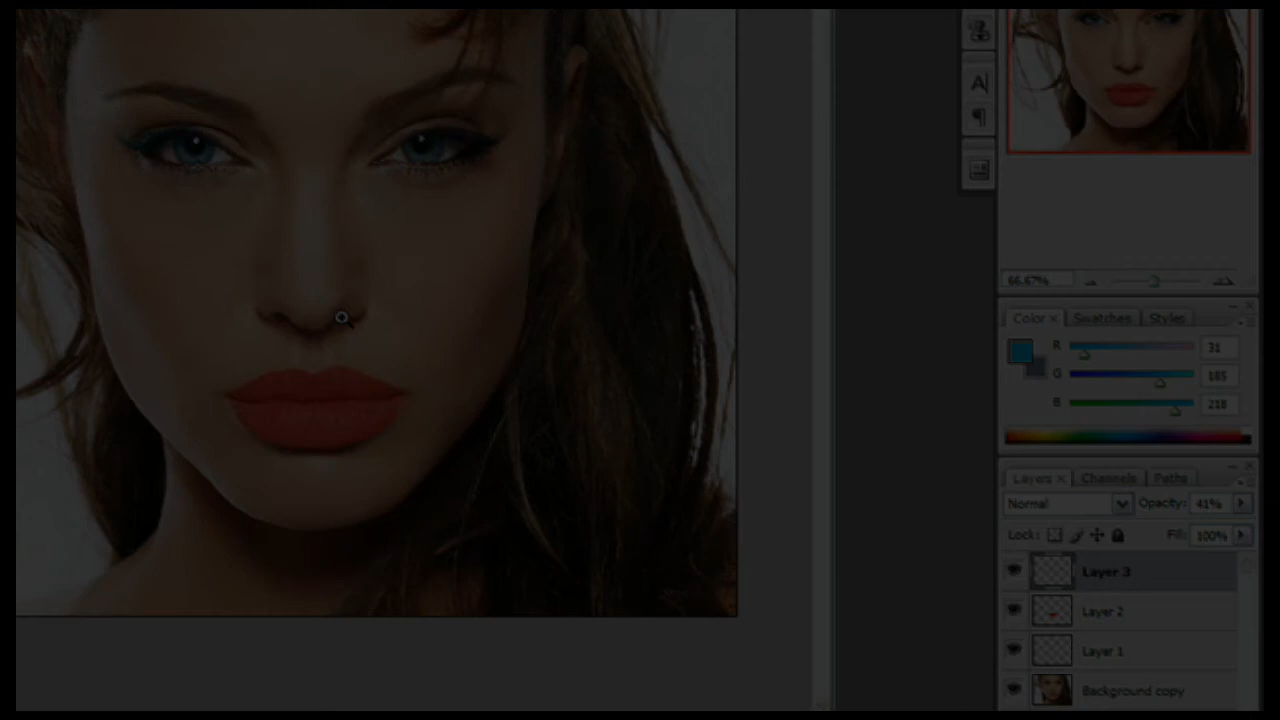 A
¶
66.67%
Color × Swatches Styles
R 31
G 185
B 218
Layers × Channels Paths
Normal Opacity: 41%
Lock: Fill: 100%
Layer 3
Layer 2
Layer 1
Background copy